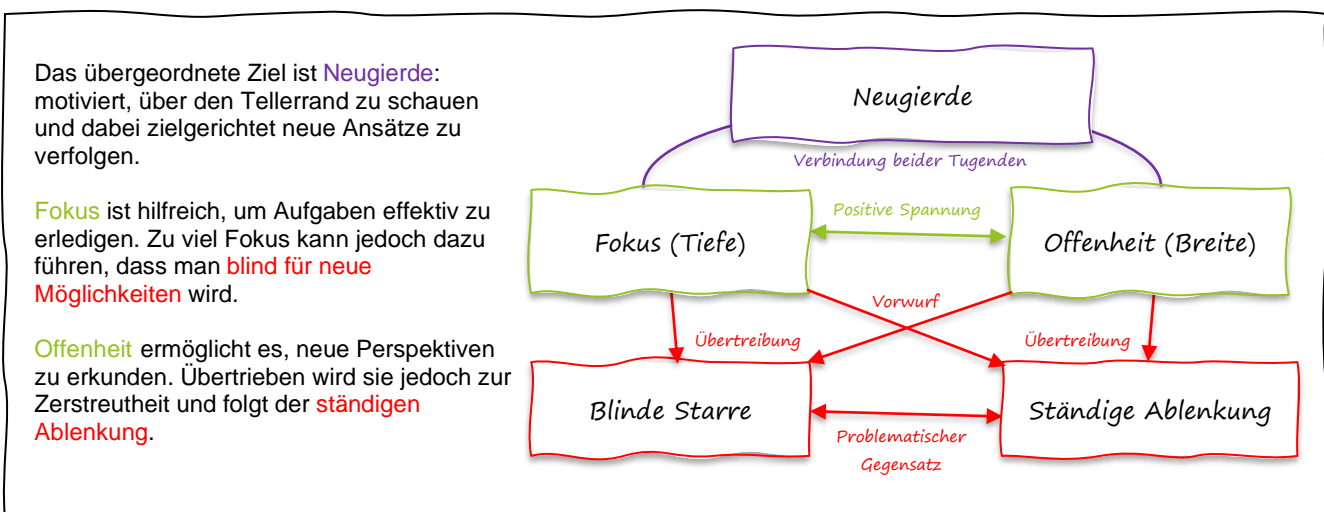 Das übergeordnete Ziel ist Neugierde:
motiviert, über den Tellerrand zu schauen
und dabei zielgerichtet neue Ansätze zu
verfolgen.
Fokus ist hilfreich, um Aufgaben effektiv zu
erledigen. Zu viel Fokus kann jedoch dazu
führen, dass man blind für neue
Möglichkeiten wird.
Offenheit ermöglicht es, neue Perspektiven
zu erkunden. Übertrieben wird sie jedoch zur
Zerstreutheit und folgt der ständigen
Ablenkung.
Neugierde
Verbindung beider Tugenden
Fokus (Tiefe)
Positive Spannung
Offenheit (Breite)
Vorwurf
Übertreibung
Übertreibung
Blinde Starre
Problematischer
Gegensatz
Ständige Ablenkung